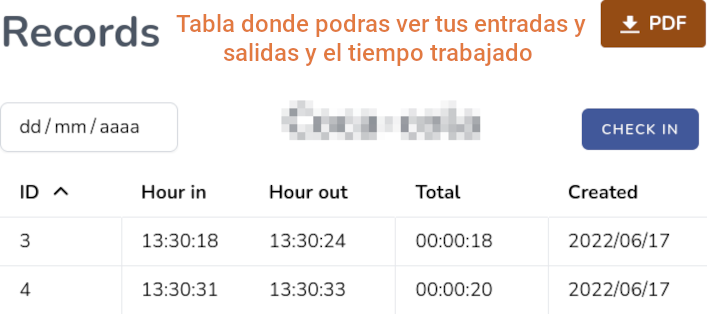 Records
Tabla donde podras ver tus entradas y
salidas y el tiempo trabajado
PDF
dd / mm / aaaa
CHECK IN
ID Hour in Hour out Total Created
3 13:30:18 13:30:24 00:00:18 2022/06/17
4 13:30:31 13:30:33 00:00:20 2022/06/17